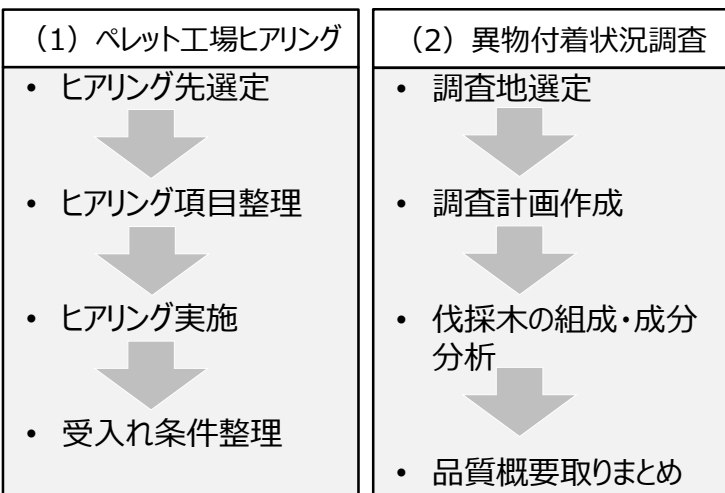 （1）ペレット工場ヒアリング
• ヒアリング先選定
• ヒアリング項目整理
• ヒアリング実施
• 受入れ条件整理
（2）異物付着状況調査
• 調査地選定
• 調査計画作成
• 伐採木の組成・成分
分析
• 品質概要取りまとめ